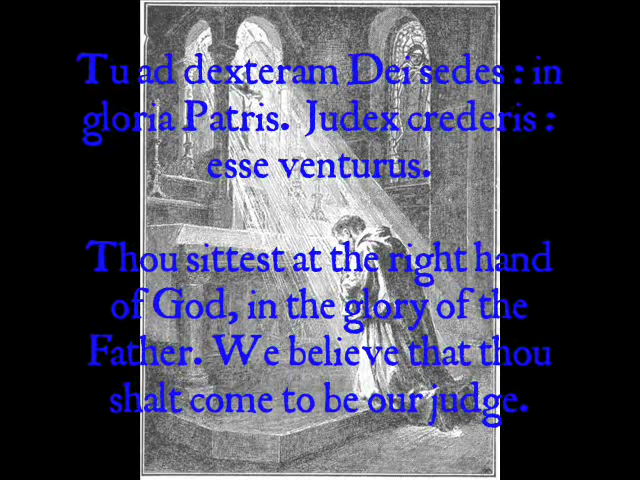 Tu ad dexteram Dei sedes : in
gloria Patris. Judex crederis :
esse venturus.
Thou sittest at the right hand
of God, in the glory of the
Father. We believe that thou
shalt come to be our judge.